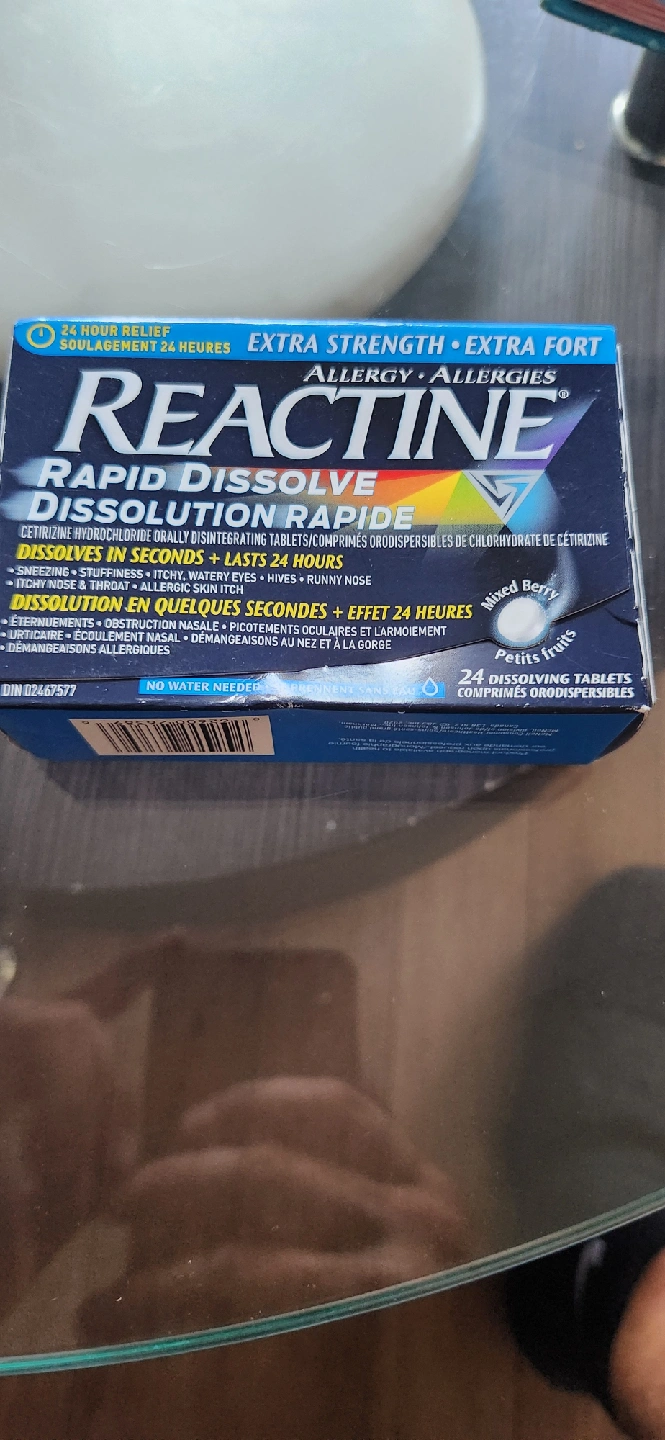 24 HOUR RELIEF
SOULAGEMENT 24 HEURES
EXTRA STRENGTH • EXTRA FORT
ALLERGY • ALLERGIES
REACTINE®
RAPID DISSOLVE
DISSOLUTION RAPIDE
CETIRIZINE HYDROCHLORIDE ORALLY DISINTEGRATING TABLETS/COMPRIMÉS ORODISPERSIBLES DE CHLORHYDRATE DE CÉTIRIZINE
DISSOLVES IN SECONDS + LASTS 24 HOURS
• SNEEZING • STUFFINESS • ITCHY, WATERY EYES • HIVES • RUNNY NOSE
• ITCHY NOSE & THROAT • ALLERGIC SKIN ITCH
DISSOLUTION EN QUELQUES SECONDES + EFFET 24 HEURES
• ÉTERNUEMENTS • OBSTRUCTION NASALE • PICOTEMENTS OCULAIRES ET LARMOIEMENT
• URTICAIRE • ÉCOULEMENT NASAL • DÉMANGEAISONS AU NEZ ET À LA GORGE
• DÉMANGEAISONS ALLERGIQUES
Mixed Berry
Petits fruits
DIN 02467577
NO WATER NEEDED
PRENNENT SANS EAU
24 DISSOLVING TABLETS
COMPRIMÉS ORODISPERSIBLES